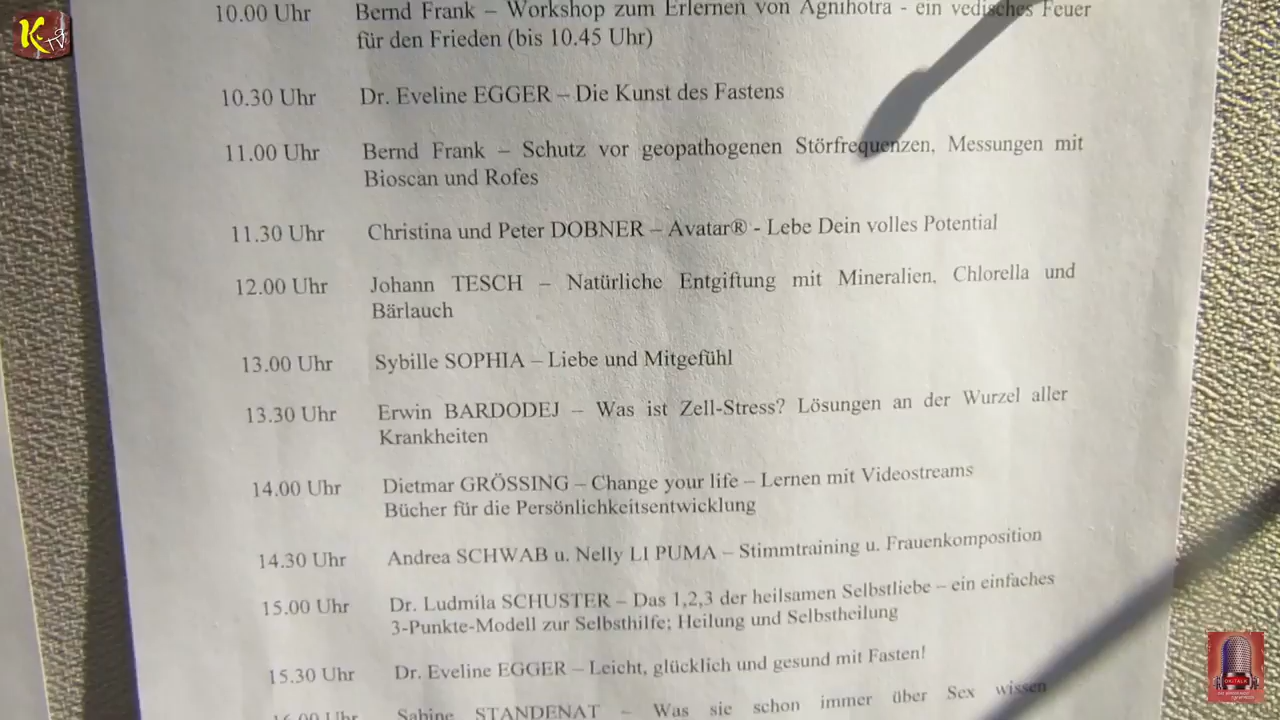 K
TV
10.00 Uhr Bernd Frank – Workshop zum Erlernen von Agnihotra - ein vedisches Feuer
für den Frieden (bis 10.45 Uhr)
10.30 Uhr Dr. Eveline EGGER – Die Kunst des Fastens
11.00 Uhr Bernd Frank – Schutz vor geopathogenen Störfrequenzen, Messungen mit
Bioscan und Rofes
11.30 Uhr Christina und Peter DOBNER – Avatar® - Lebe Dein volles Potential
12.00 Uhr Johann TESCH – Natürliche Entgiftung mit Mineralien, Chlorella und
Bärlauch
13.00 Uhr Sybille SOPHIA – Liebe und Mitgefühl
13.30 Uhr Erwin BARDODEJ – Was ist Zell-Stress? Lösungen an der Wurzel aller
Krankheiten
14.00 Uhr Dietmar GRÖSSING – Change your life – Lernen mit Videostreams
Bücher für die Persönlichkeitsentwicklung
14.30 Uhr Andrea SCHWAB u. Nelly LI PUMA – Stimmtraining u. Frauenkomposition
15.00 Uhr Dr. Ludmila SCHUSTER – Das 1,2,3 der heilsamen Selbstliebe – ein einfaches
3-Punkte-Modell zur Selbsthilfe; Heilung und Selbstheilung
15.30 Uhr Dr. Eveline EGGER – Leicht, glücklich und gesund mit Fasten!
16.00 Uhr Sabine STANDENAT – Was sie schon immer über Sex wissen
OKITALK